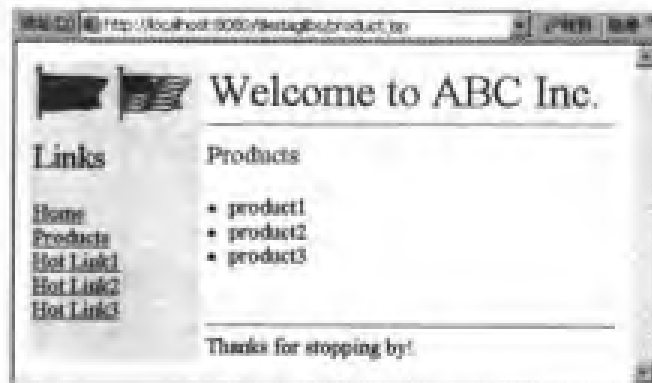 Welcome to ABC Inc.
Links
Home
Products
Hot Link1
Hot Link2
Hot Link3
Products
• product1
• product2
• product3
Thanks for stopping by!